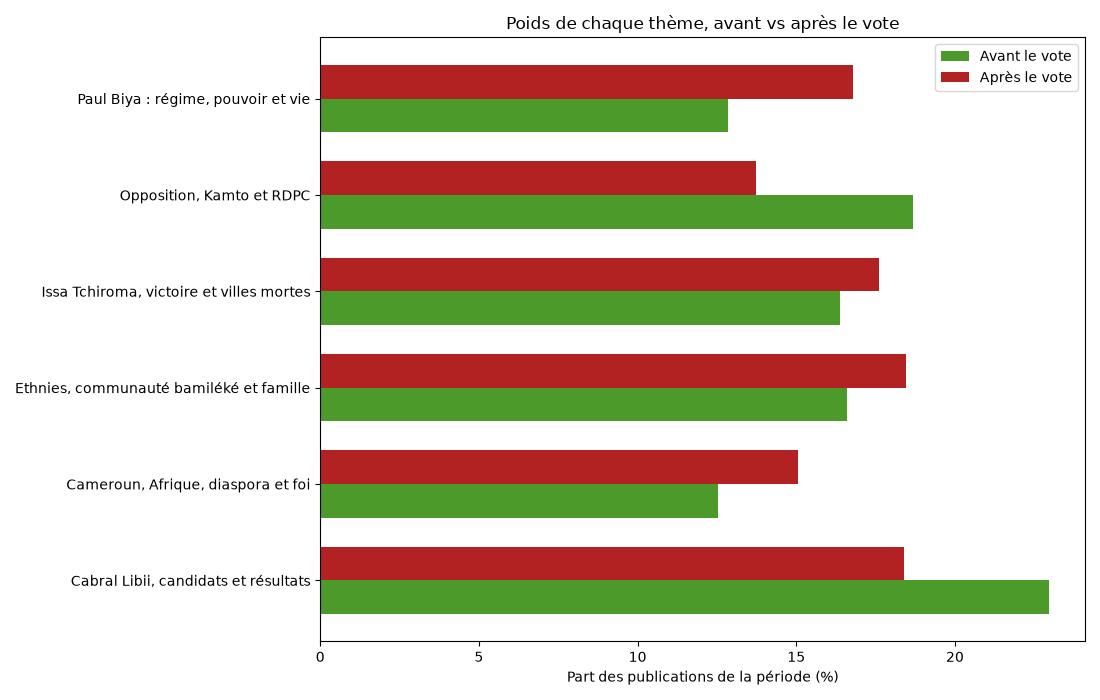 Poids de chaque thème, avant vs après le vote
Avant le vote
Après le vote
Paul Biya : régime, pouvoir et vie
Opposition, Kamto et RDPC
Issa Tchiroma, victoire et villes mortes
Ethnies, communauté bamiléké et famille
Cameroun, Afrique, diaspora et foi
Cabral Libii, candidats et résultats
0 5 10 15 20
Part des publications de la période (%)